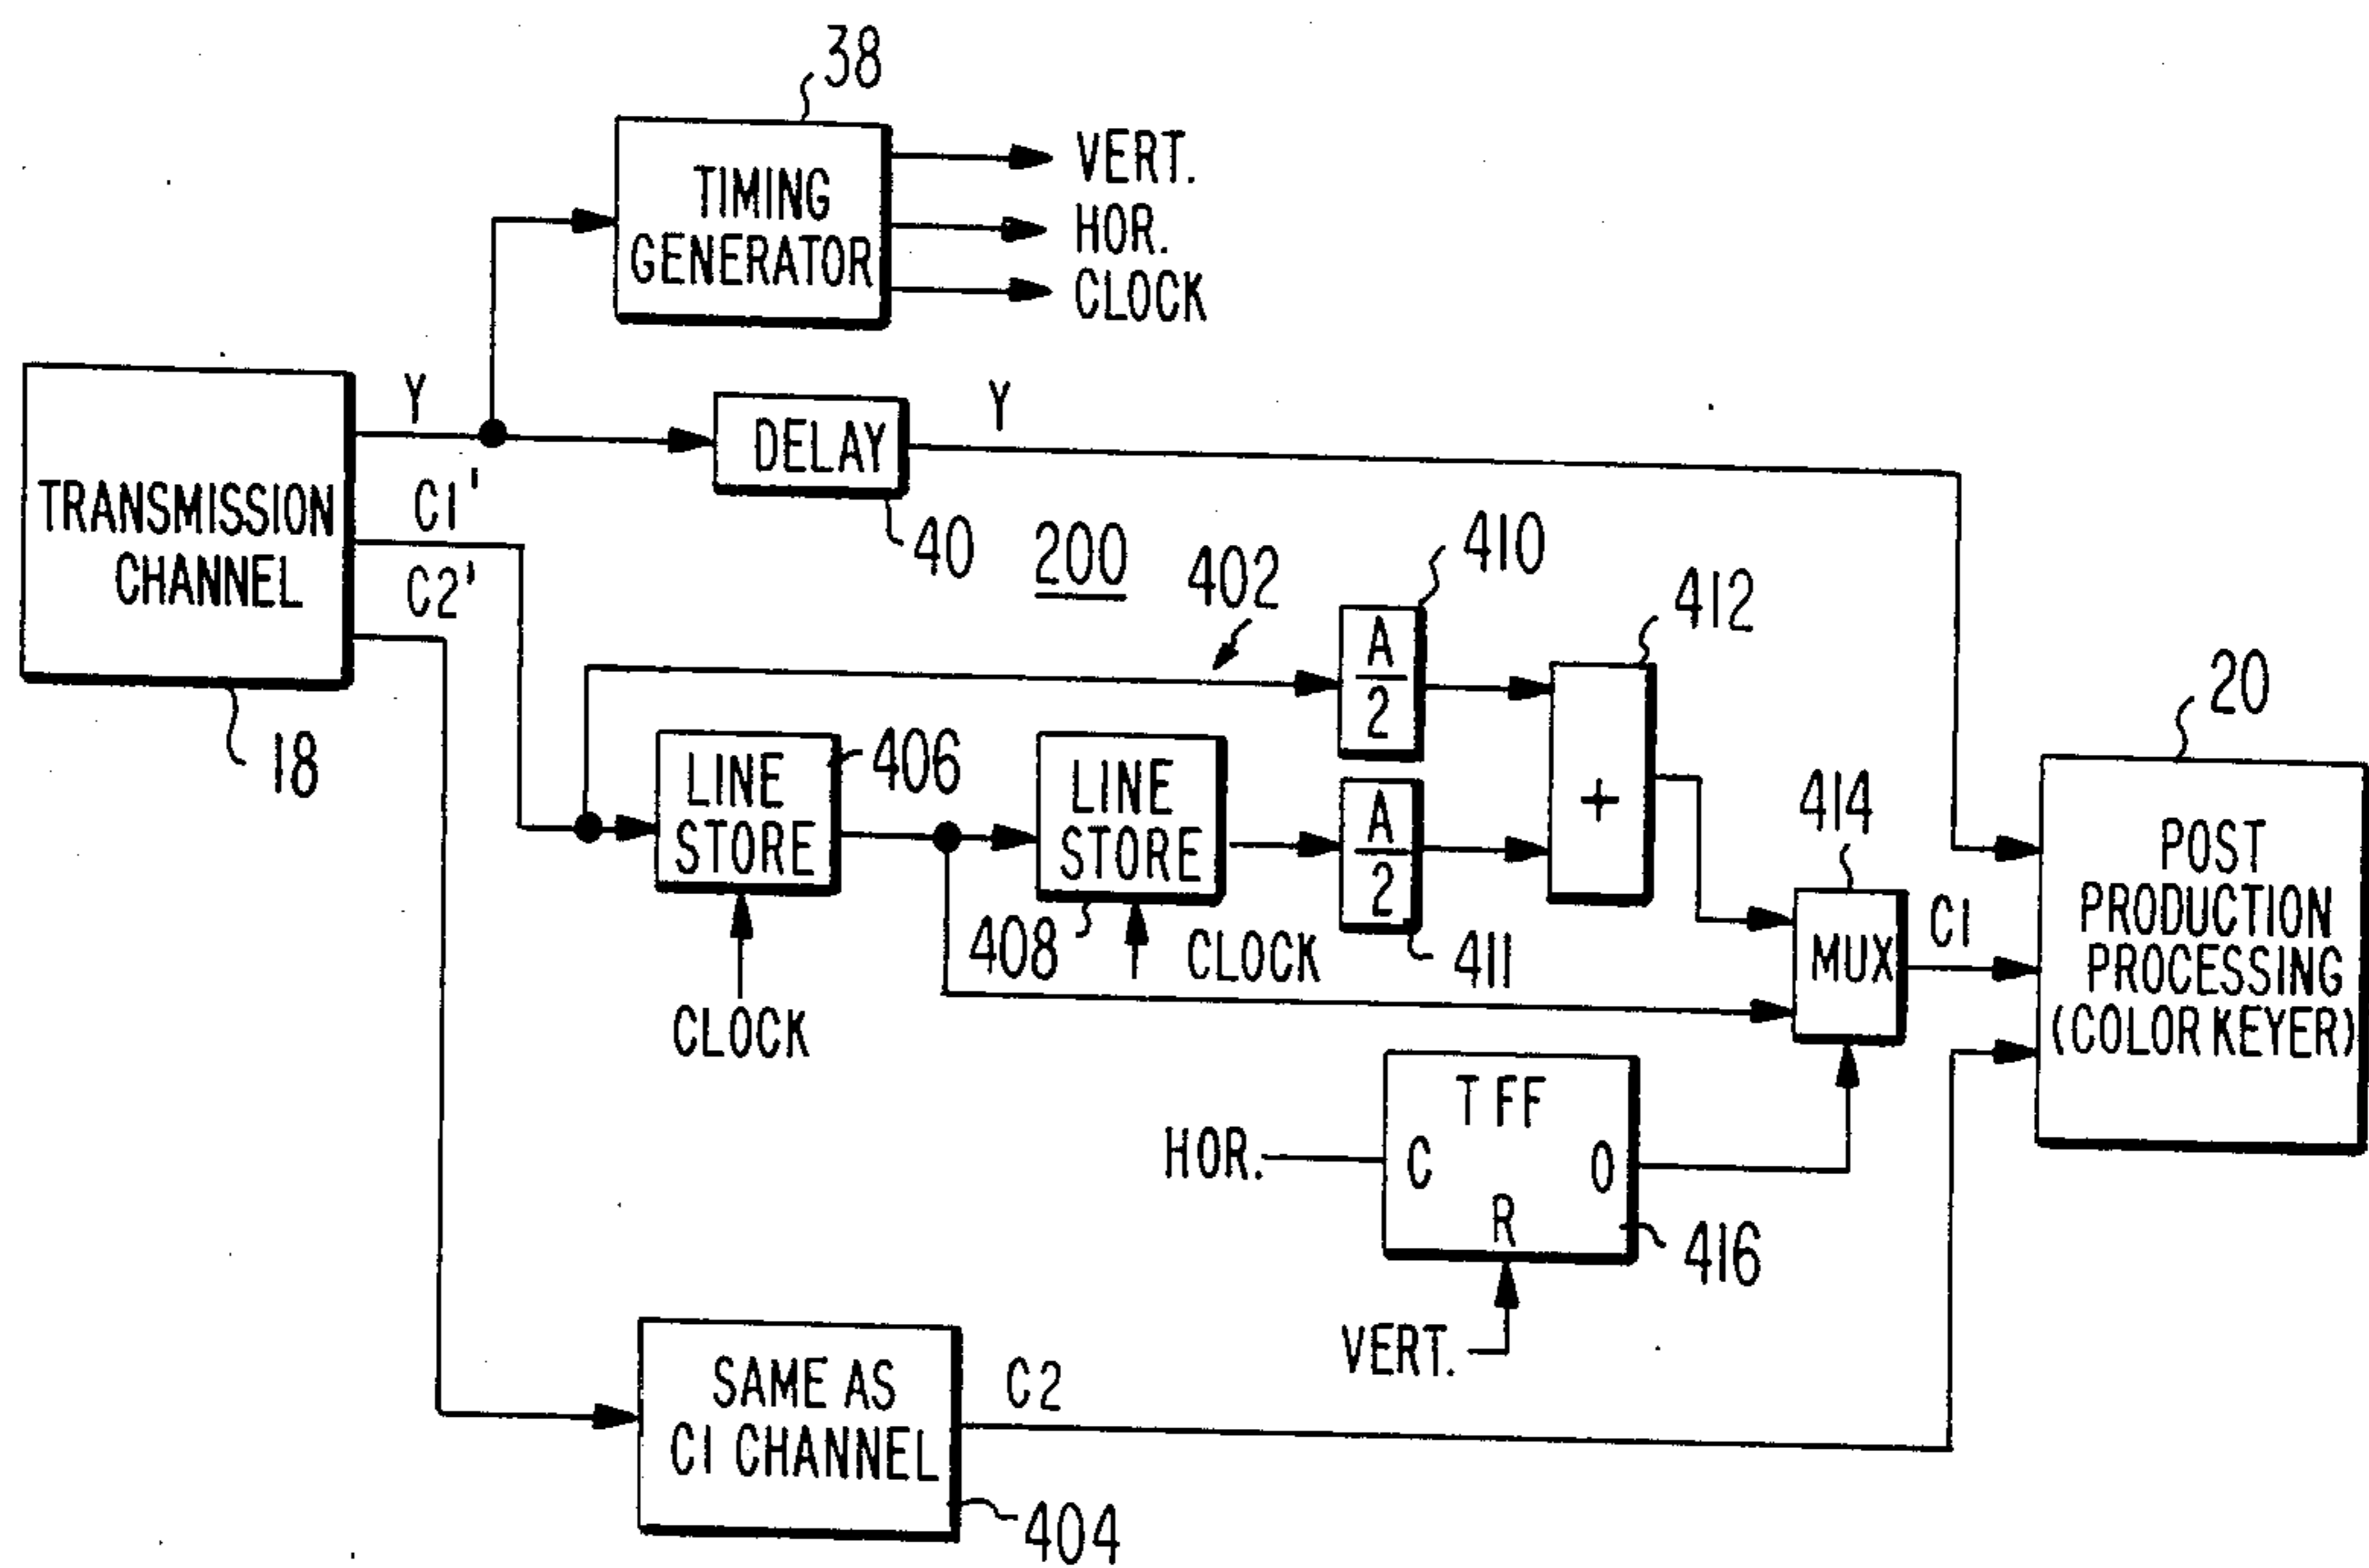 38
TIMING
GENERATOR
VERT.
HOR.
CLOCK
Y
TRANSMISSION
CHANNEL
C1'
C2'
18
DELAY
40
Y
200
402
410
A
2
412
+
LINE
STORE
406
CLOCK
LINE
STORE
408
CLOCK
A
2
411
414
MUX
C1
20
POST
PRODUCTION
PROCESSING
(COLOR KEYER)
HOR.
T FF
C
O
R
416
VERT.
SAME AS
C1 CHANNEL
C2
404